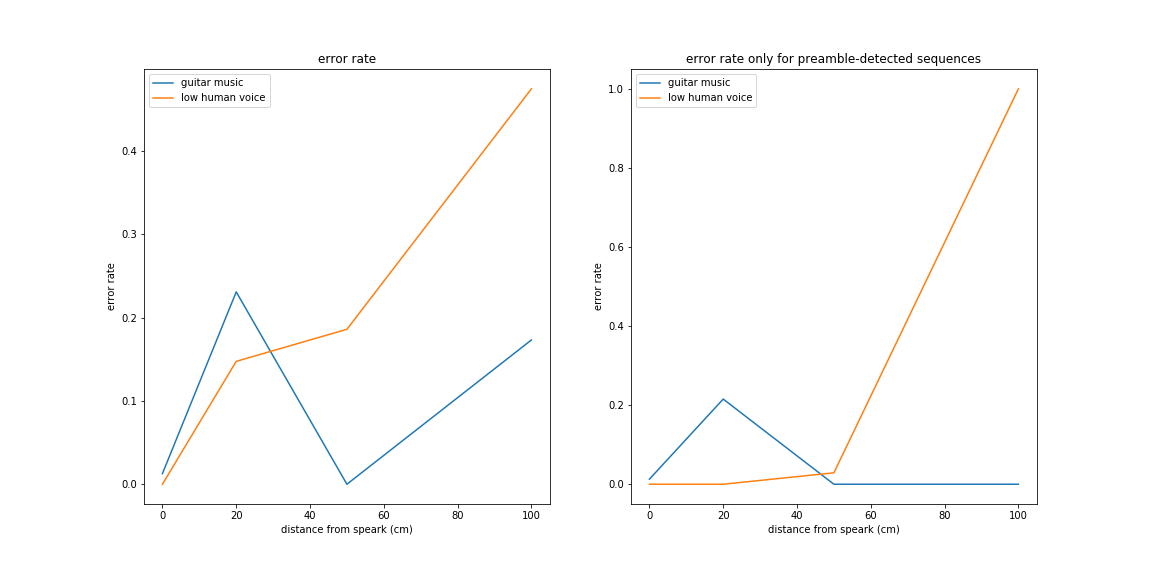 error rate
guitar music
low human voice
error rate
0.4
0.3
0.2
0.1
0.0
0 20 40 60 80 100
distance from speark (cm)
error rate only for preamble-detected sequences
guitar music
low human voice
error rate
1.0
0.8
0.6
0.4
0.2
0.0
0 20 40 60 80 100
distance from speark (cm)